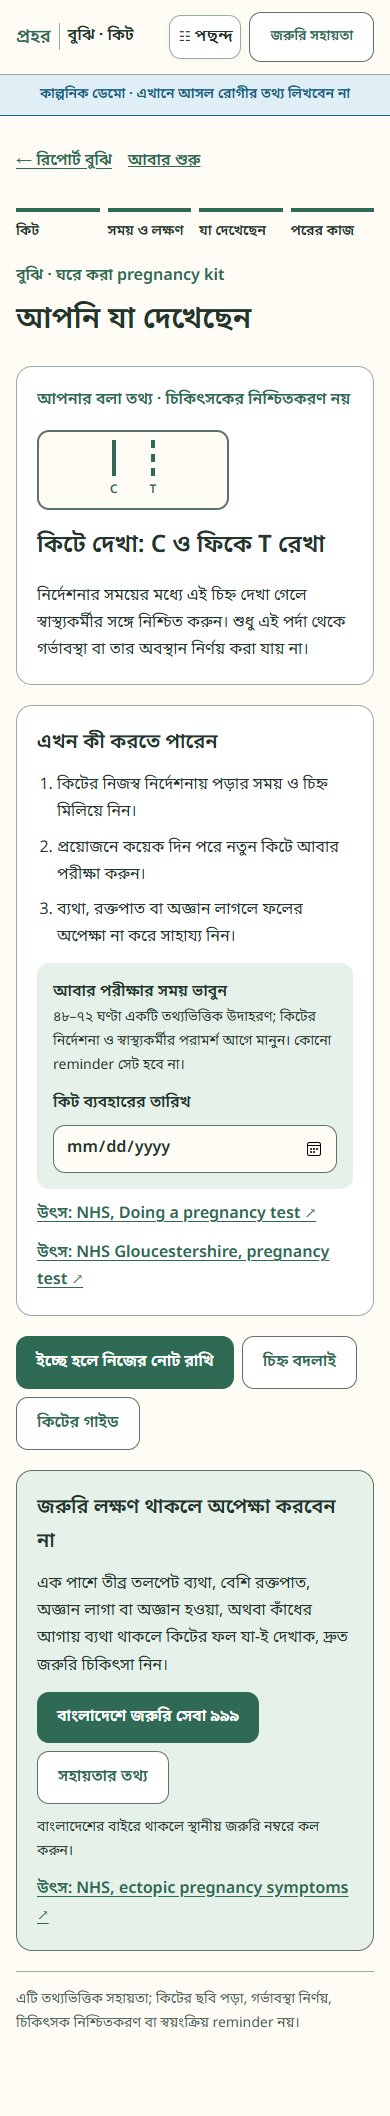 প্রহর | বুঝি · কিট ☷ পছন্দ জরুরি সহায়তা
কাল্পনিক ডেমো · এখানে আসল রোগীর তথ্য লিখবেন না
← রিপোর্ট বুঝি আবার শুরু
কিট সময় ও লক্ষণ যা দেখেছেন পরের কাজ
বুঝি · ঘরে করা pregnancy kit
আপনি যা দেখেছেন
আপনার বলা তথ্য · চিকিৎসকের নিশ্চিতকরণ নয়
C T
কিটে দেখা: C ও ফিকে T রেখা
নির্দেশনার সময়ের মধ্যে এই চিহ্ন দেখা গেলে
স্বাস্থ্যকর্মীর সঙ্গে নিশ্চিত করুন। শুধু এই পর্দা থেকে
গর্ভাবস্থা বা তার অবস্থান নির্ণয় করা যায় না।
এখন কী করতে পারেন
1. কিটের নিজস্ব নির্দেশনায় পড়ার সময় ও চিহ্ন
মিলিয়ে নিন।
2. প্রয়োজনে কয়েক দিন পরে নতুন কিটে আবার
পরীক্ষা করুন।
3. ব্যথা, রক্তপাত বা অজ্ঞান লাগলে ফলের
অপেক্ষা না করে সাহায্য নিন।
আবার পরীক্ষার সময় ভাবুন
৪৮–৭২ ঘণ্টা একটি তথ্যভিত্তিক উদাহরণ; কিটের
নির্দেশনা ও স্বাস্থ্যকর্মীর পরামর্শ আগে মানুন। কোনো
reminder সেট হবে না।
কিট ব্যবহারের তারিখ
mm/dd/yyyy
উৎস: NHS, Doing a pregnancy test ↗
উৎস: NHS Gloucestershire, pregnancy
test ↗
ইচ্ছে হলে নিজের নোট রাখি চিহ্ন বদলাই
কিটের গাইড
জরুরি লক্ষণ থাকলে অপেক্ষা করবেন
না
এক পাশে তীব্র তলপেট ব্যথা, বেশি রক্তপাত,
অজ্ঞান লাগা বা অজ্ঞান হওয়া, অথবা কাঁধের
আগায় ব্যথা থাকলে কিটের ফল যা-ই দেখাক, দ্রুত
জরুরি চিকিৎসা নিন।
বাংলাদেশে জরুরি সেবা ৯৯৯
সহায়তার তথ্য
বাংলাদেশের বাইরে থাকলে স্থানীয় জরুরি নম্বরে কল
করুন।
উৎস: NHS, ectopic pregnancy symptoms
↗
এটি তথ্যভিত্তিক সহায়তা; কিটের ছবি পড়া, গর্ভাবস্থা নির্ণয়,
চিকিৎসক নিশ্চিতকরণ বা স্বয়ংক্রিয় reminder নয়।